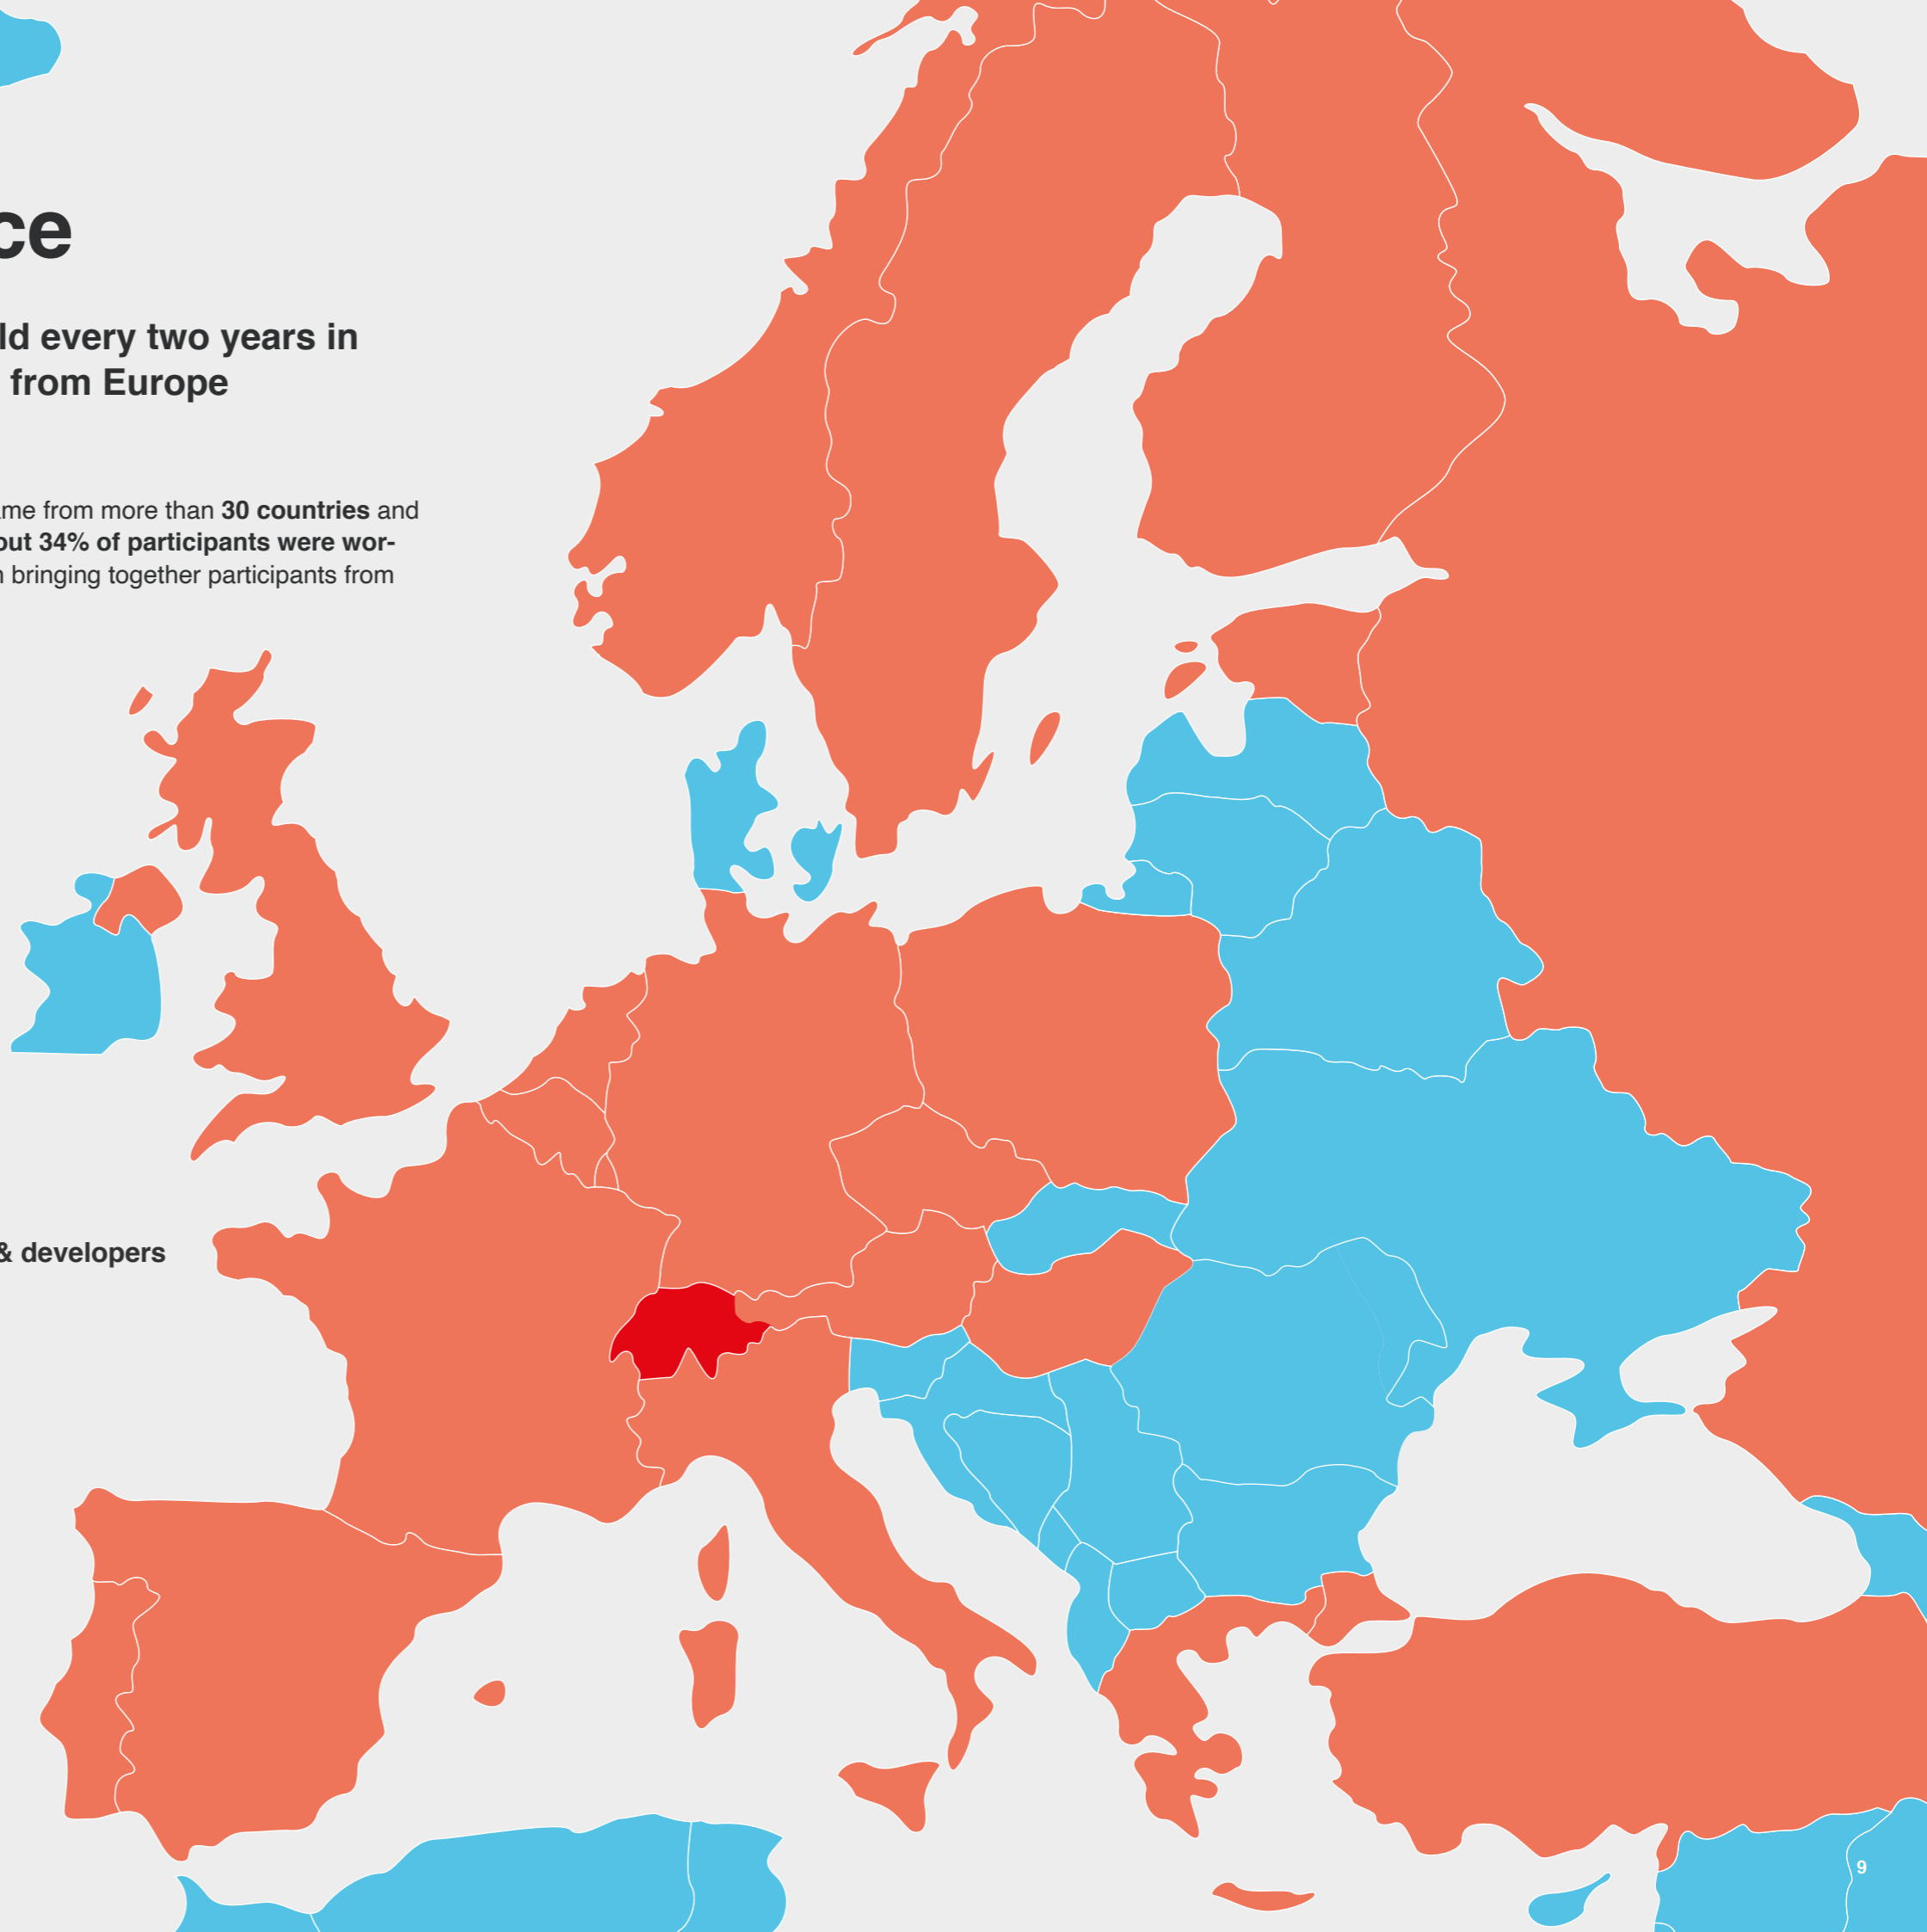 ce
ld every two years in
from Europe
me from more than 30 countries and
out 34% of participants were wor-
n bringing together participants from
& developers
9